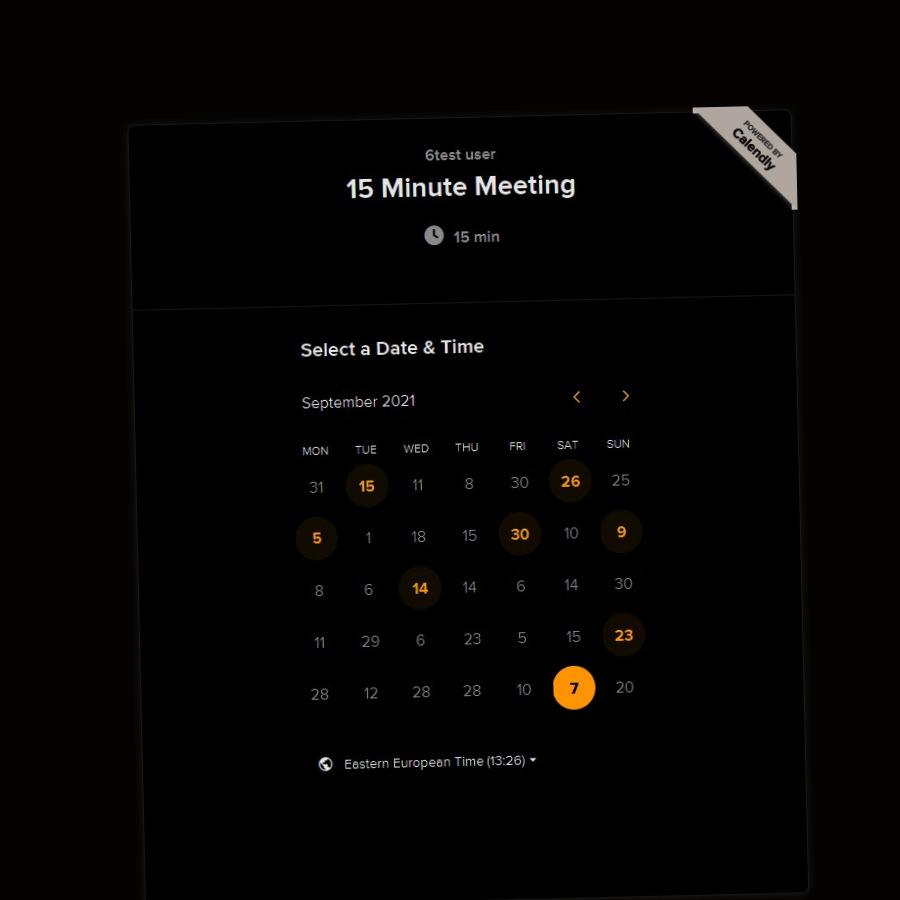 POWERED BY
Calendly
6test user
15 Minute Meeting
15 min
Select a Date & Time
September 2021
MON TUE WED THU FRI SAT SUN
31 15 11 8 30 26 25
5 1 18 15 30 10 9
8 6 14 14 6 14 30
11 29 6 23 5 15 23
28 12 28 28 10 7 20
Eastern European Time (13:26)